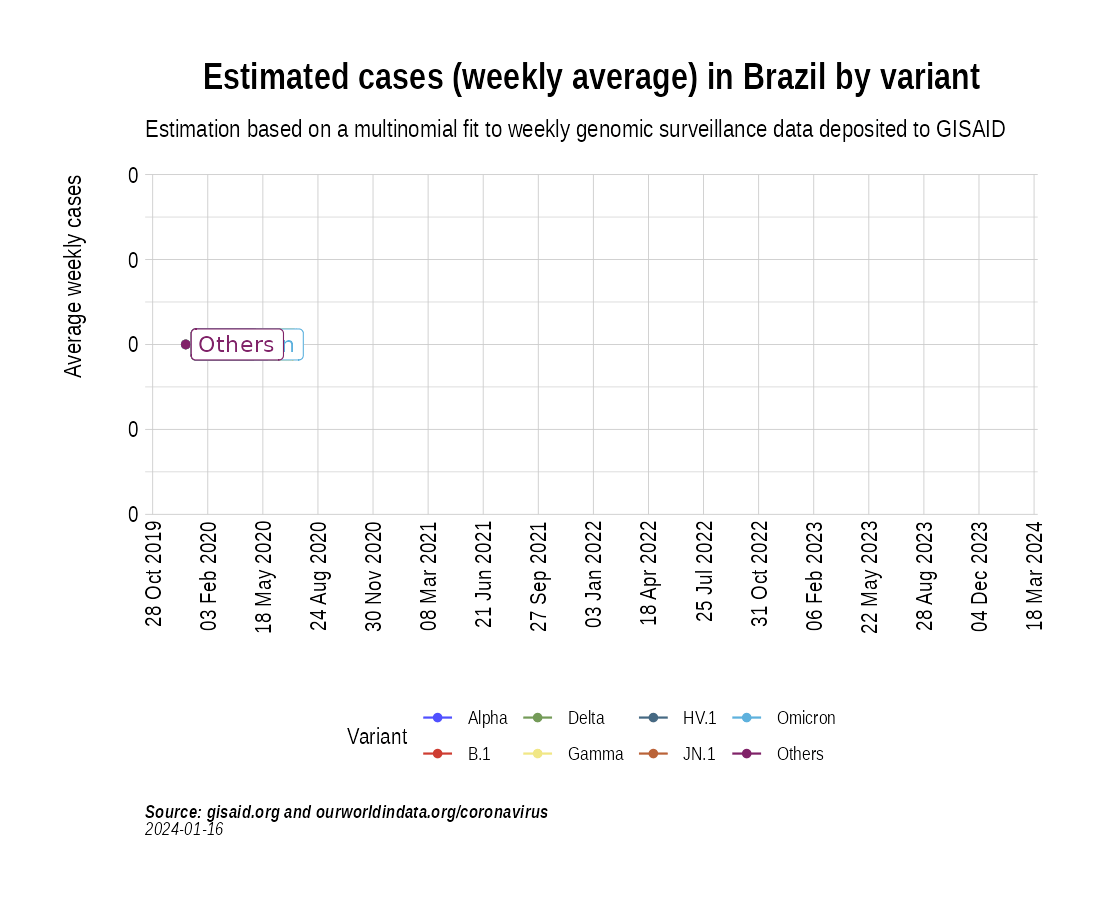 Estimated cases (weekly average) in Brazil by variant
Estimation based on a multinomial fit to weekly genomic surveillance data deposited to GISAID
Average weekly cases
0
0
0
0
0
Others
n
28 Oct 2019
03 Feb 2020
18 May 2020
24 Aug 2020
30 Nov 2020
08 Mar 2021
21 Jun 2021
27 Sep 2021
03 Jan 2022
18 Apr 2022
25 Jul 2022
31 Oct 2022
06 Feb 2023
22 May 2023
28 Aug 2023
04 Dec 2023
18 Mar 2024
Variant
Alpha Delta HV.1 Omicron
B.1 Gamma JN.1 Others
Source: gisaid.org and ourworldindata.org/coronavirus
2024-01-16